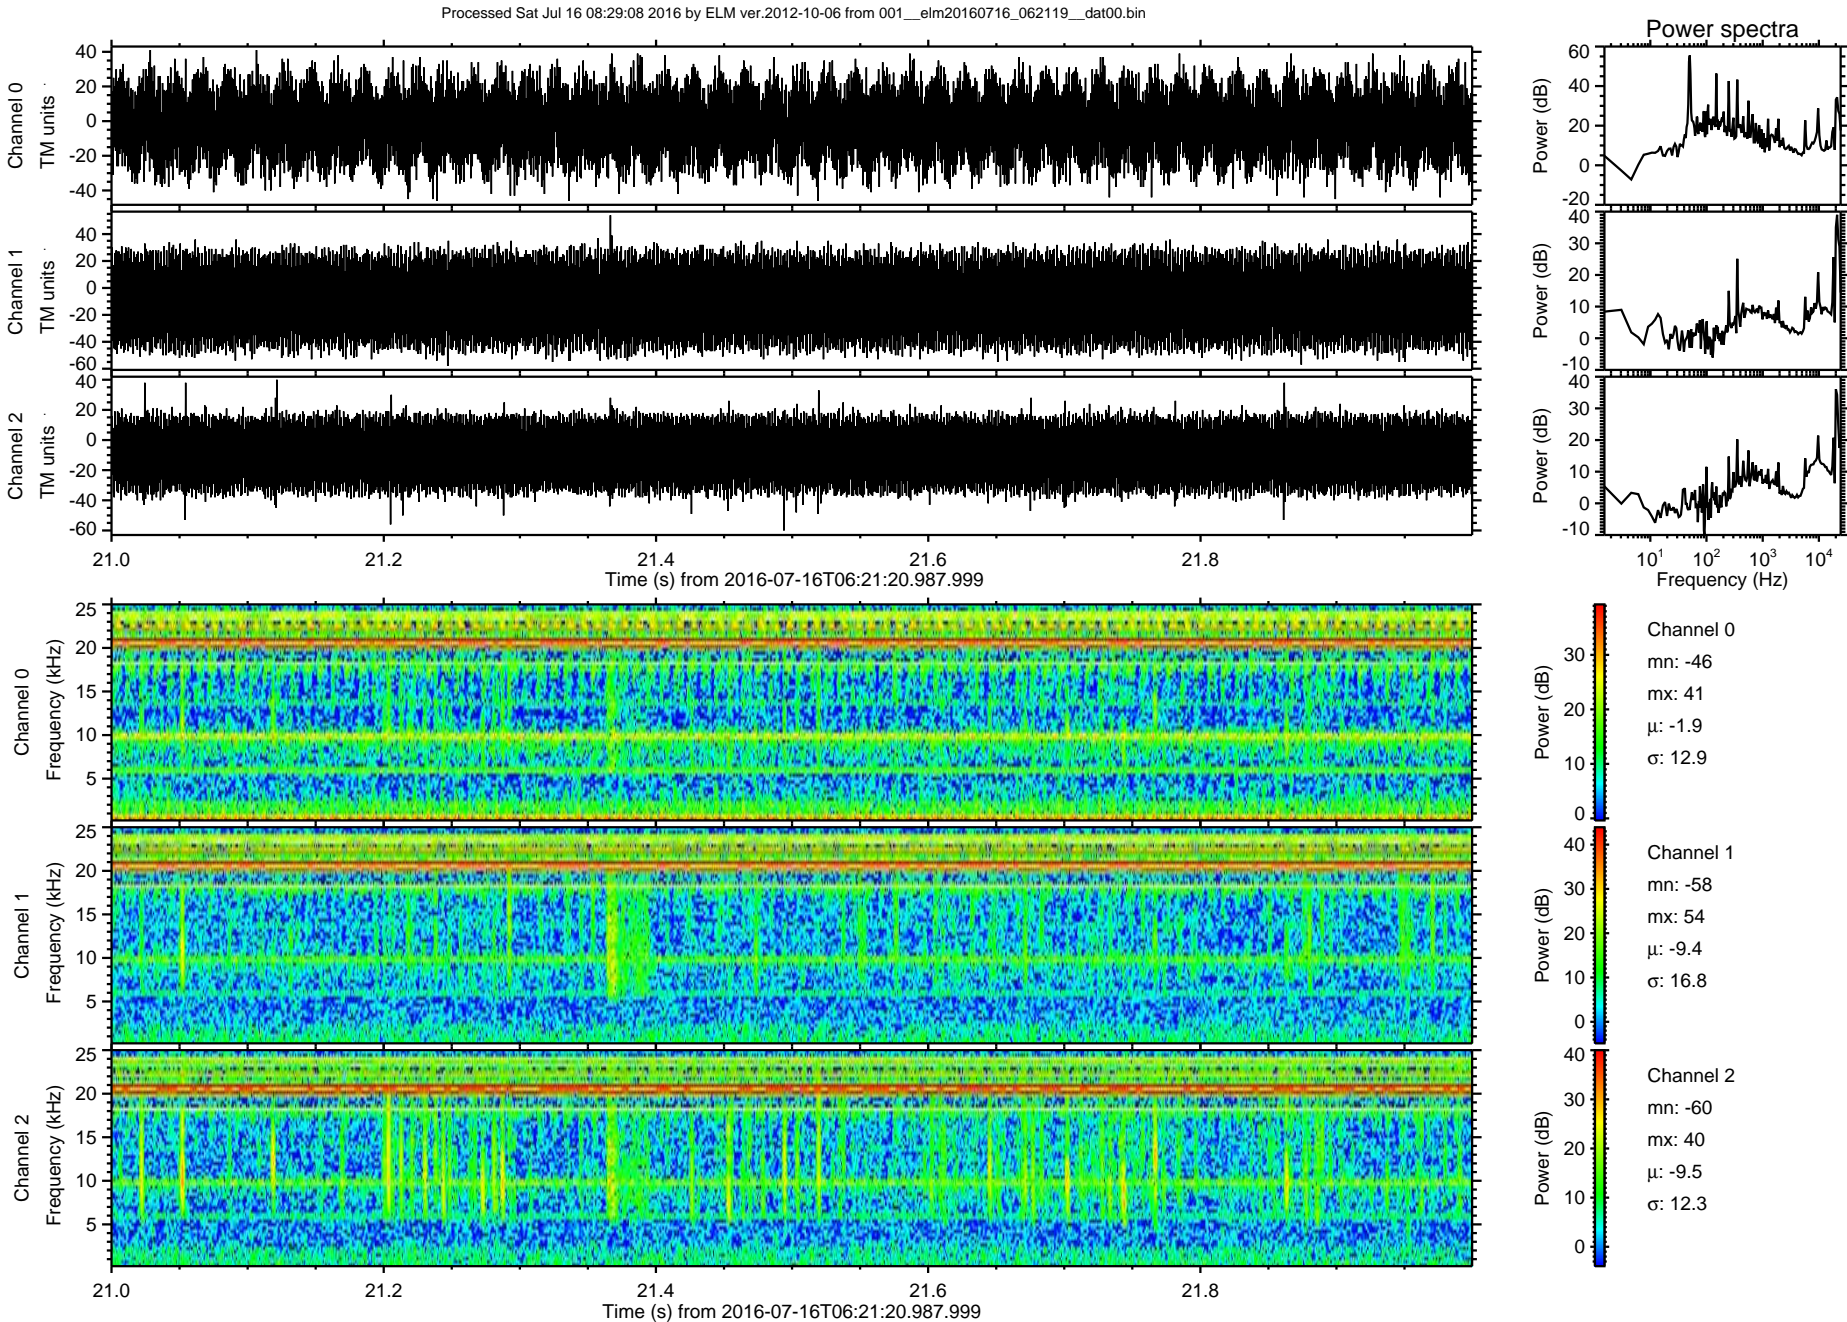 Processed Sat Jul 16 08:29:08 2016 by ELM ver.2012-10-06 from 001__elm20160716_062119__dat00.bin
Power spectra
Channel 0
TM units
40
20
0
-20
-40
Power (dB)
60
40
20
0
-20
Channel 1
TM units
40
20
0
-20
-40
-60
Power (dB)
40
30
20
10
0
-10
Channel 2
TM units
40
20
0
-20
-40
-60
Power (dB)
40
30
20
10
0
-10
21.0 21.2 21.4 21.6 21.8
Time (s) from 2016-07-16T06:21:20.987.999
10^1 10^2 10^3 10^4
Frequency (Hz)
Channel 0
Frequency (kHz)
25
20
15
10
5
Power (dB)
30
20
10
0
Channel 0
mn: -46
mx: 41
μ: -1.9
σ: 12.9
Channel 1
Frequency (kHz)
25
20
15
10
5
Power (dB)
40
30
20
10
0
Channel 1
mn: -58
mx: 54
μ: -9.4
σ: 16.8
Channel 2
Frequency (kHz)
25
20
15
10
5
Power (dB)
40
30
20
10
0
Channel 2
mn: -60
mx: 40
μ: -9.5
σ: 12.3
21.0 21.2 21.4 21.6 21.8
Time (s) from 2016-07-16T06:21:20.987.999